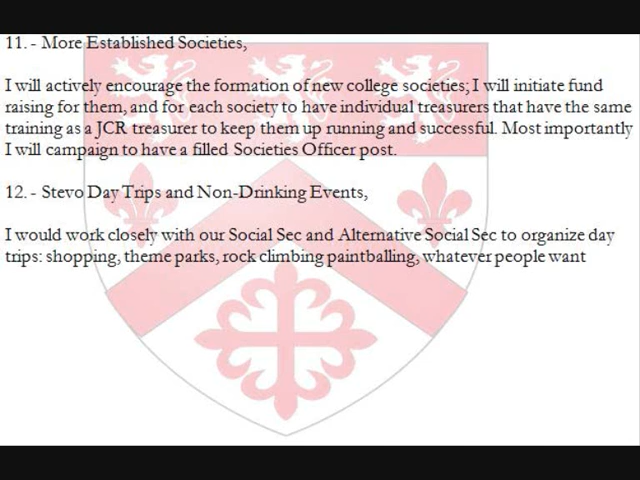 11. - More Established Societies,
I will actively encourage the formation of new college societies; I will initiate fund
raising for them, and for each society to have individual treasurers that have the same
training as a JCR treasurer to keep them up running and successful. Most importantly
I will campaign to have a filled Societies Officer post.
12. - Stevo Day Trips and Non-Drinking Events,
I would work closely with our Social Sec and Alternative Social Sec to organize day
trips: shopping, theme parks, rock climbing paintballing, whatever people want